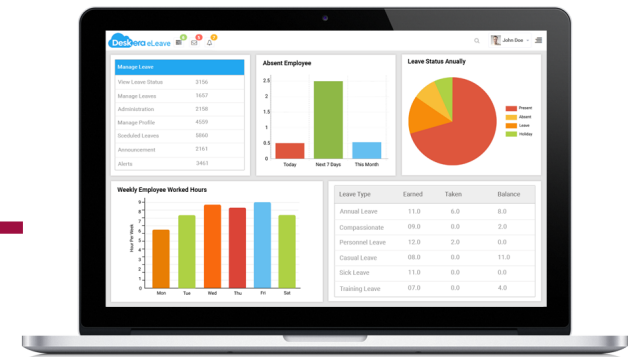 Deskera eLeave
John Doe
Manage Leave
View Leave Status 2156
Manage Leaves 1657
Administration 2158
Manage Profile 4559
Sceduled Leaves 5660
Announcement 2161
Alerts 3461
Absent Employee
2.5
2
1.5
1
0.5
0
Today Next 7 Days This Month
Leave Status Anually
Present
Absent
Leave
Holiday
Weekly Employee Worked Hours
Hour Per Week
9
8
7
6
5
4
3
2
1
0
Mon Tue Wed Thu Fri Sat
Leave Type Earned Taken Balance
Annual Leave 11.0 6.0 8.0
Compassionate 09.0 0.0 2.0
Personnel Leave 12.0 2.0 0.0
Casual Leave 08.0 0.0 11.0
Sick Leave 11.0 0.0 0.0
Training Leave 07.0 0.0 4.0